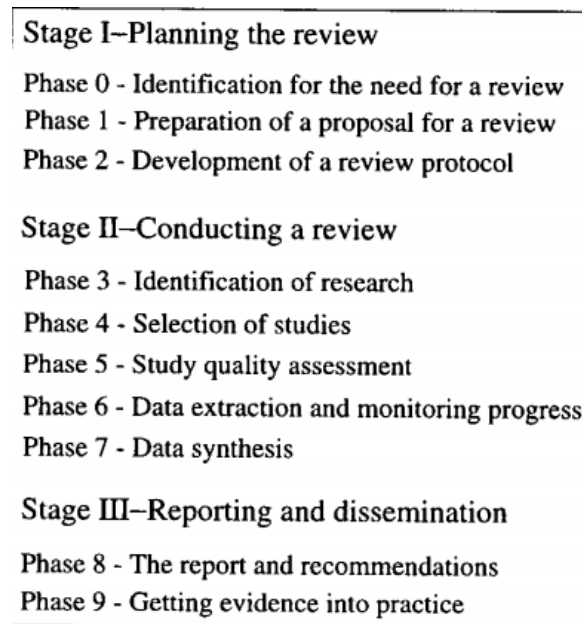 Stage I–Planning the review
Phase 0 - Identification for the need for a review
Phase 1 - Preparation of a proposal for a review
Phase 2 - Development of a review protocol
Stage II–Conducting a review
Phase 3 - Identification of research
Phase 4 - Selection of studies
Phase 5 - Study quality assessment
Phase 6 - Data extraction and monitoring progress
Phase 7 - Data synthesis
Stage III–Reporting and dissemination
Phase 8 - The report and recommendations
Phase 9 - Getting evidence into practice